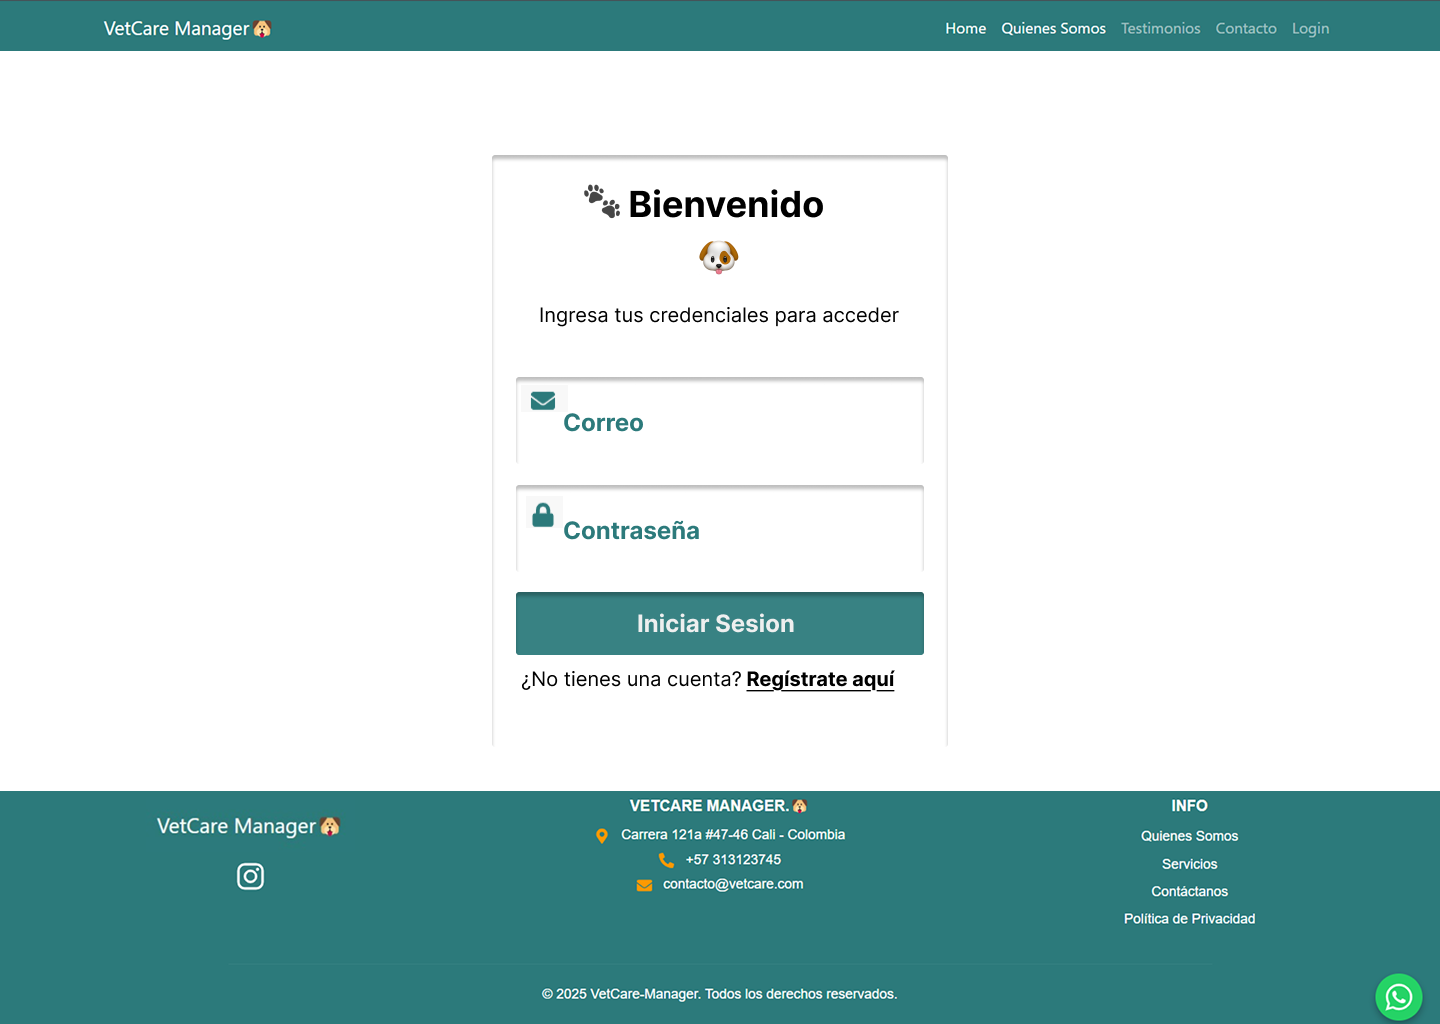 VetCare Manager🐶
Home Quienes Somos Testimonios Contacto Login
🐾 Bienvenido
🐶
Ingresa tus credenciales para acceder
Correo
Contraseña
Iniciar Sesion
¿No tienes una cuenta? Regístrate aquí
VetCare Manager🐶
VETCARE MANAGER.🐶
Carrera 121a #47-46 Cali - Colombia
+57 313123745
contacto@vetcare.com
INFO
Quienes Somos
Servicios
Contáctanos
Política de Privacidad
© 2025 VetCare-Manager. Todos los derechos reservados.